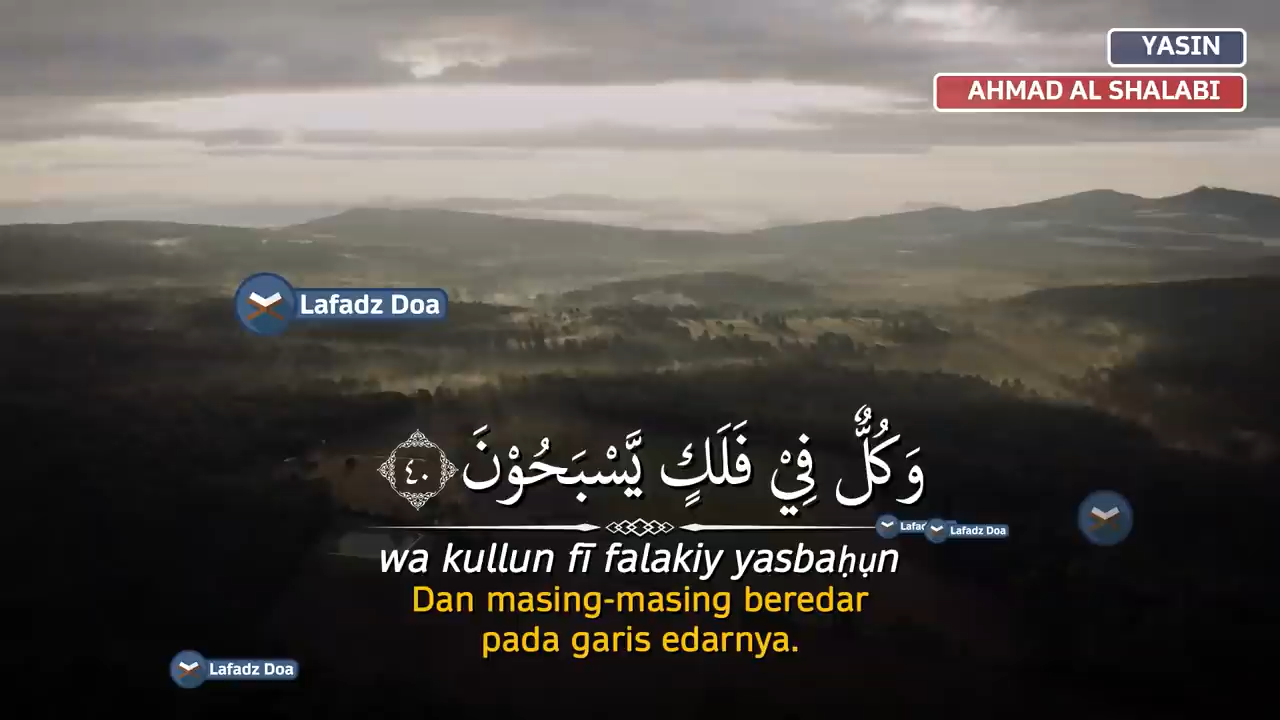 YASIN
AHMAD AL SHALABI
Lafadz Doa
وَكُلٌّ فِيْ فَلَكٍ يَّسْبَحُوْنَ ٤٠
Lafadz Doa
wa kullun fī falakiy yasbaḥụn
Dan masing-masing beredar
pada garis edarnya.
Lafadz Doa